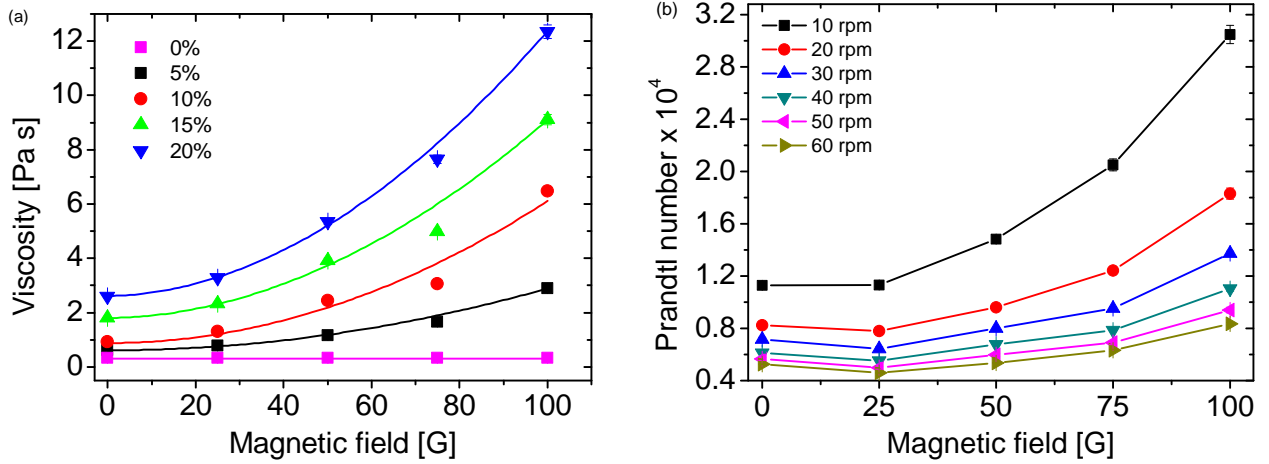 (a)
Viscosity [Pa s]
12
10
8
6
4
2
0
0%
5%
10%
15%
20%
0 20 40 60 80 100
Magnetic field [G]
(b)
Prandtl number x 10^4
3.2
2.8
2.4
2.0
1.6
1.2
0.8
0.4
10 rpm
20 rpm
30 rpm
40 rpm
50 rpm
60 rpm
0 25 50 75 100
Magnetic field [G]